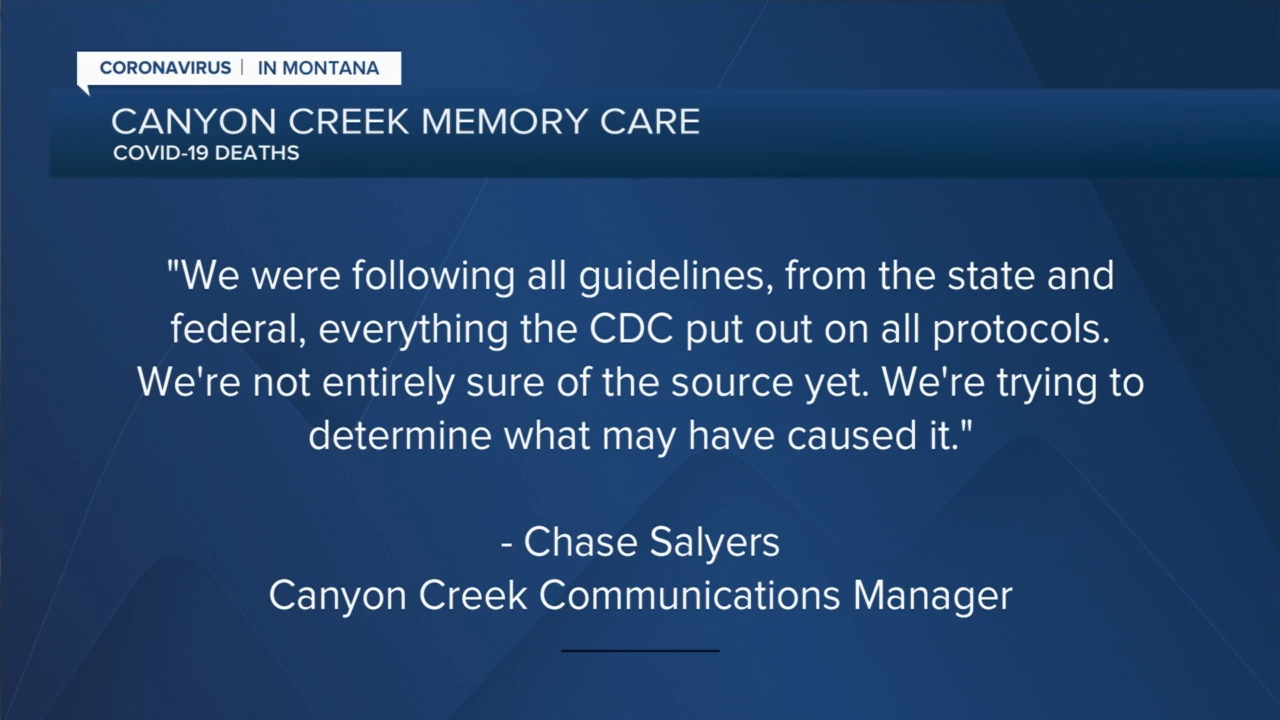 CORONAVIRUS | IN MONTANA
CANYON CREEK MEMORY CARE
COVID-19 DEATHS
"We were following all guidelines, from the state and
federal, everything the CDC put out on all protocols.
We're not entirely sure of the source yet. We're trying to
determine what may have caused it."
- Chase Salyers
Canyon Creek Communications Manager